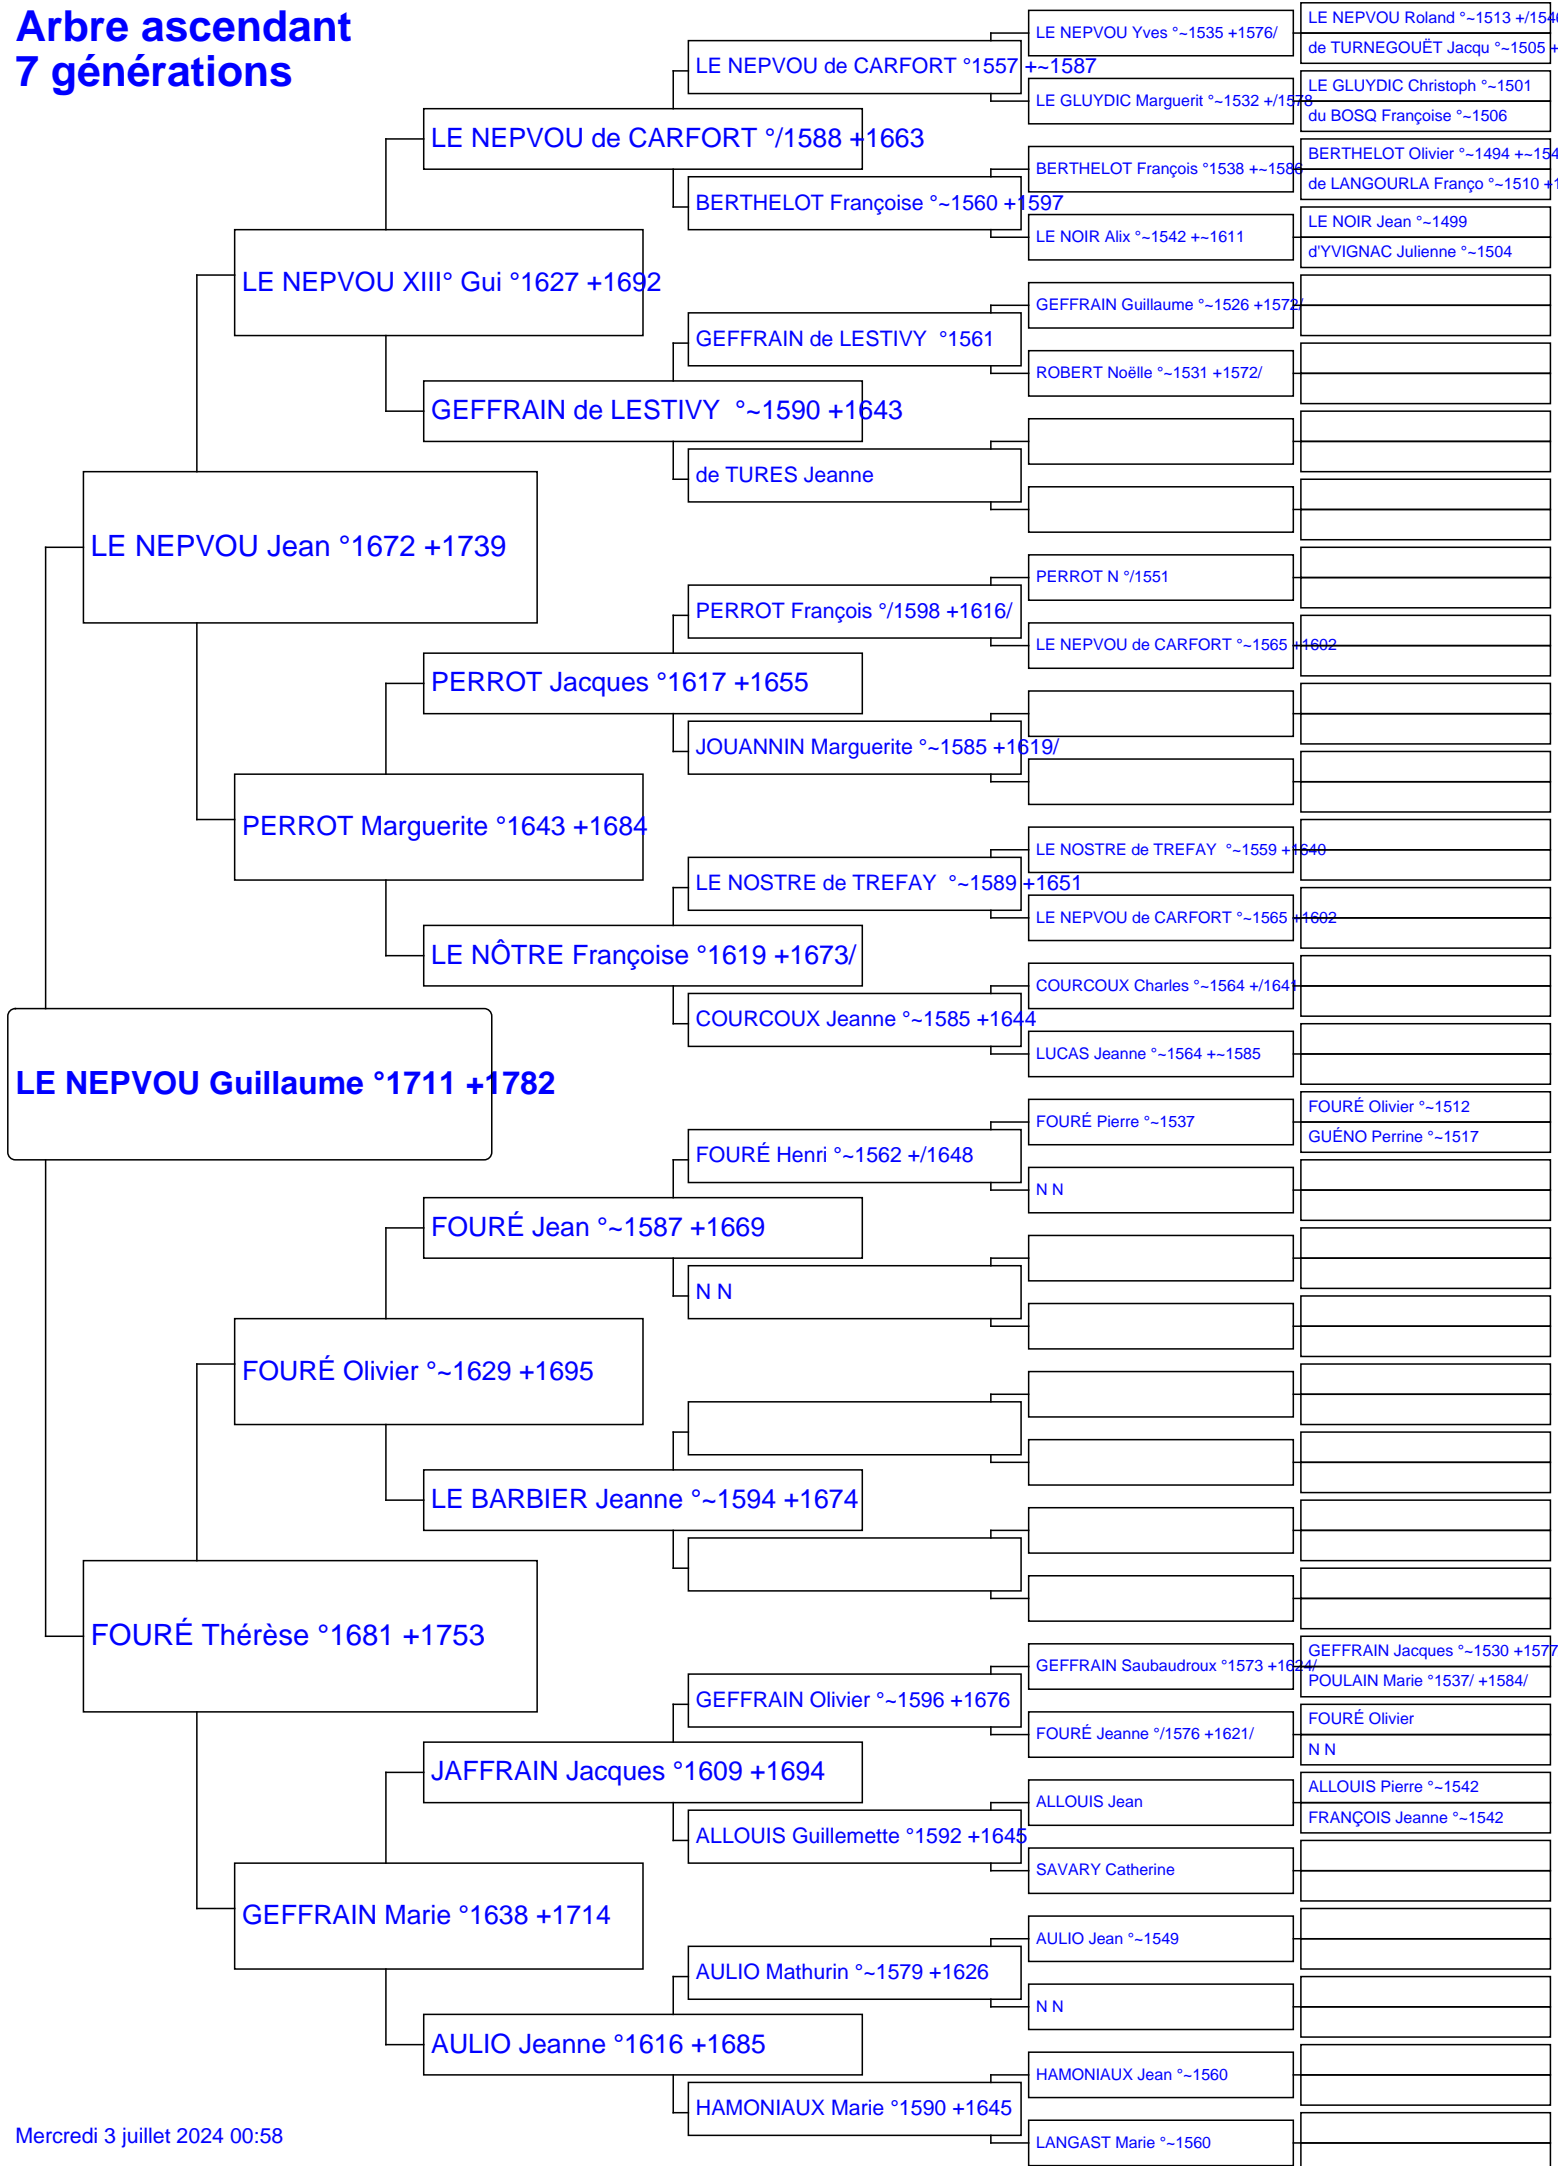 Arbre ascendant
7 générations
LE NEPVOU Guillaume °1711 +1782
LE NEPVOU Jean °1672 +1739
FOURÉ Thérèse °1681 +1753
LE NEPVOU XIII° Gui °1627 +1692
PERROT Marguerite °1643 +1684
FOURÉ Olivier °~1629 +1695
GEFFRAIN Marie °1638 +1714
LE NEPVOU de CARFORT °/1588 +1663
GEFFRAIN de LESTIVY  °~1590 +1643
PERROT Jacques °1617 +1655
LE NÔTRE Françoise °1619 +1673/
FOURÉ Jean °~1587 +1669
LE BARBIER Jeanne °~1594 +1674
JAFFRAIN Jacques °1609 +1694
AULIO Jeanne °1616 +1685
LE NEPVOU de CARFORT °1557 +~1587
BERTHELOT Françoise °~1560 +1597
GEFFRAIN de LESTIVY  °1561
de TURES Jeanne
PERROT François °/1598 +1616/
JOUANNIN Marguerite °~1585 +1619/
LE NOSTRE de TREFAY  °~1589 +1651
COURCOUX Jeanne °~1585 +1644
FOURÉ Henri °~1562 +/1648
N N
GEFFRAIN Olivier °~1596 +1676
ALLOUIS Guillemette °1592 +1645
AULIO Mathurin °~1579 +1626
HAMONIAUX Marie °1590 +1645
LE NEPVOU Yves °~1535 +1576/
LE GLUYDIC Marguerit °~1532 +/1578
BERTHELOT François °1538 +~1586
LE NOIR Alix °~1542 +~1611
GEFFRAIN Guillaume °~1526 +1572/
ROBERT Noëlle °~1531 +1572/
PERROT N °/1551
LE NEPVOU de CARFORT °~1565 +1602
LE NOSTRE de TREFAY  °~1559 +1640
LE NEPVOU de CARFORT °~1565 +1602
COURCOUX Charles °~1564 +/1641
LUCAS Jeanne °~1564 +~1585
FOURÉ Pierre °~1537
N N
GEFFRAIN Saubaudroux °1573 +1624/
FOURÉ Jeanne °/1576 +1621/
ALLOUIS Jean
SAVARY Catherine
AULIO Jean °~1549
N N
HAMONIAUX Jean °~1560
LANGAST Marie °~1560
LE NEPVOU Roland °~1513 +/1546
de TURNEGOUËT Jacqu °~1505 +
LE GLUYDIC Christoph °~1501
du BOSQ Françoise °~1506
BERTHELOT Olivier °~1494 +~154
de LANGOURLA Franço °~1510 +1
LE NOIR Jean °~1499
d'YVIGNAC Julienne °~1504
FOURÉ Olivier °~1512
GUÉNO Perrine °~1517
GEFFRAIN Jacques °~1530 +1577
POULAIN Marie °1537/ +1584/
FOURÉ Olivier
N N
ALLOUIS Pierre °~1542
FRANÇOIS Jeanne °~1542
Mercredi 3 juillet 2024 00:58